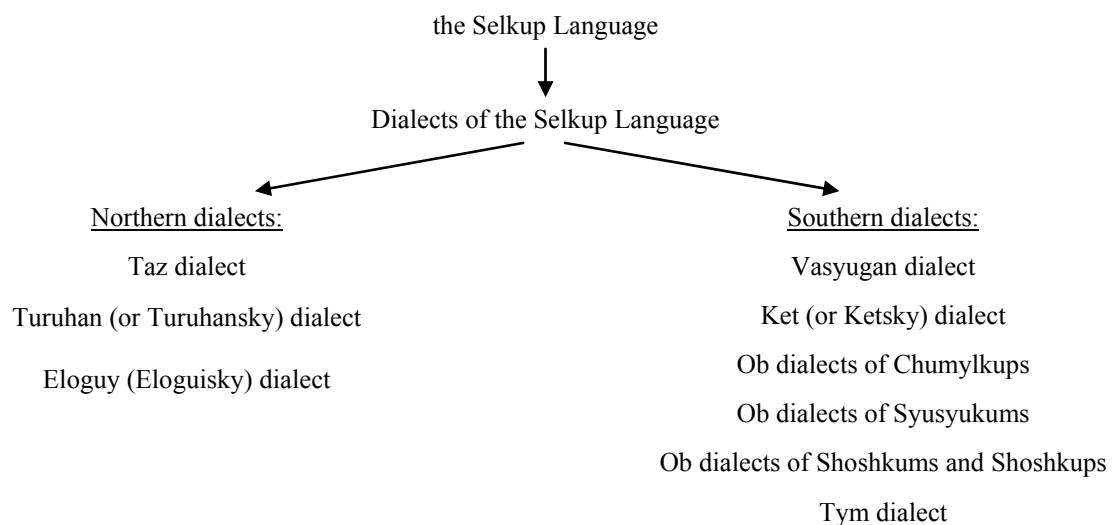 the Selkup Language
Dialects of the Selkup Language
Northern dialects:
Taz dialect
Turuhan (or Turuhansky) dialect
Eloguy (Eloguisky) dialect
Southern dialects:
Vasyugan dialect
Ket (or Ketsky) dialect
Ob dialects of Chumylkups
Ob dialects of Syusyukums
Ob dialects of Shoshkums and Shoshkups
Tym dialect